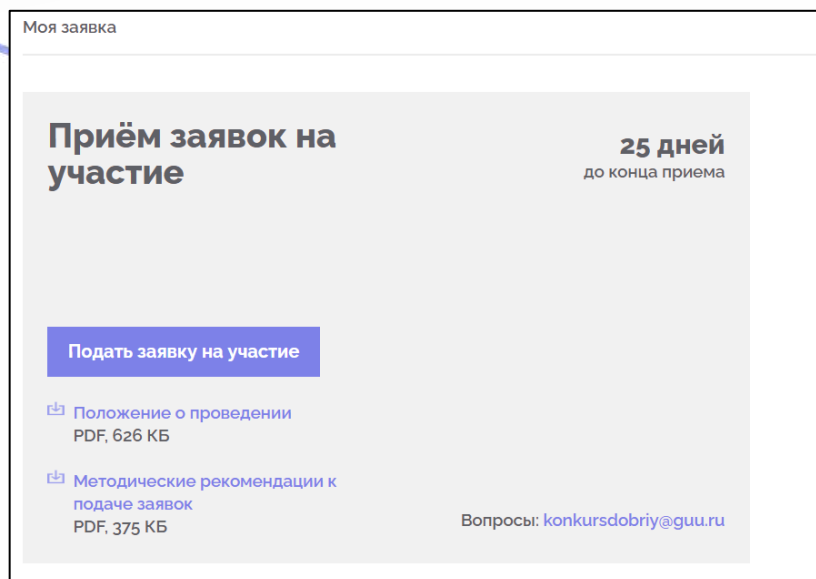 Моя заявка
Приём заявок на
участие
25 дней
до конца приема
Подать заявку на участие
Положение о проведении
PDF, 626 КБ
Методические рекомендации к
подаче заявок
PDF, 375 КБ
Вопросы: konkursdobriy@guu.ru